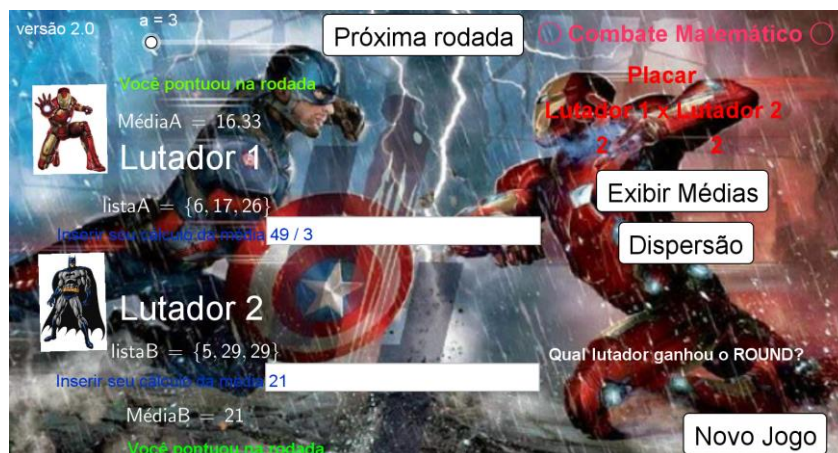 versão 2.0
a = 3
Próxima rodada
Combate Matemático
Você pontuou na rodada
Placar
MédiaA = 16.33
Lutador 1 x Lutador 2
2 2
Lutador 1
Exibir Médias
listaA = {6, 17, 26}
Inserir seu cálculo da média 49 / 3
Dispersão
Lutador 2
listaB = {5, 29, 29}
Qual lutador ganhou o ROUND?
Inserir seu cálculo da média 21
MédiaB = 21
Novo Jogo
Você pontuou na rodada